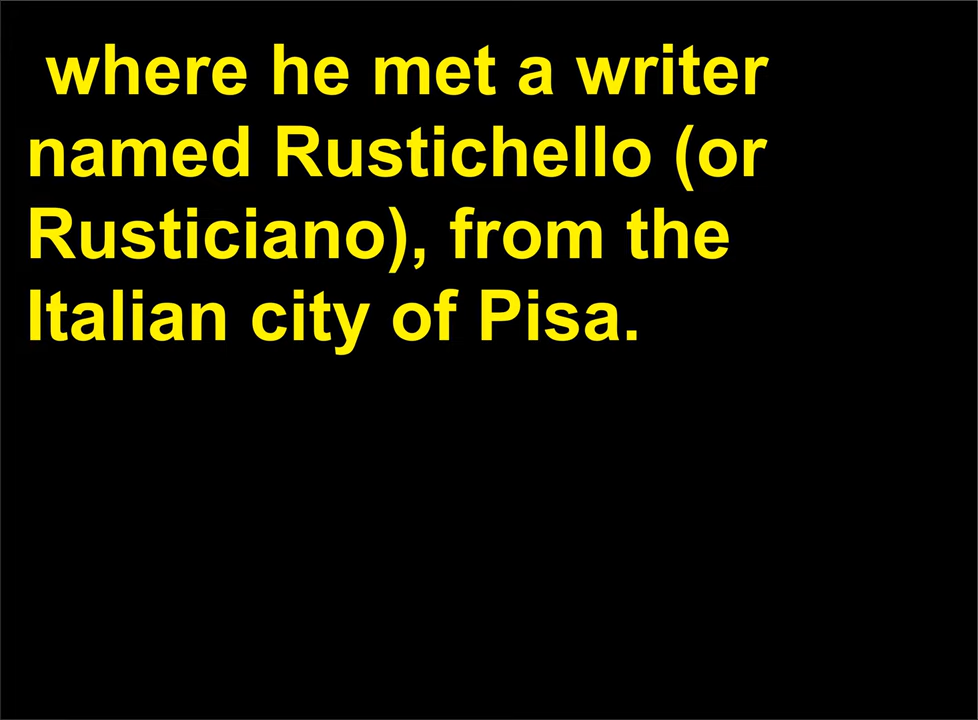 where he met a writer
named Rustichello (or
Rusticiano), from the
Italian city of Pisa.